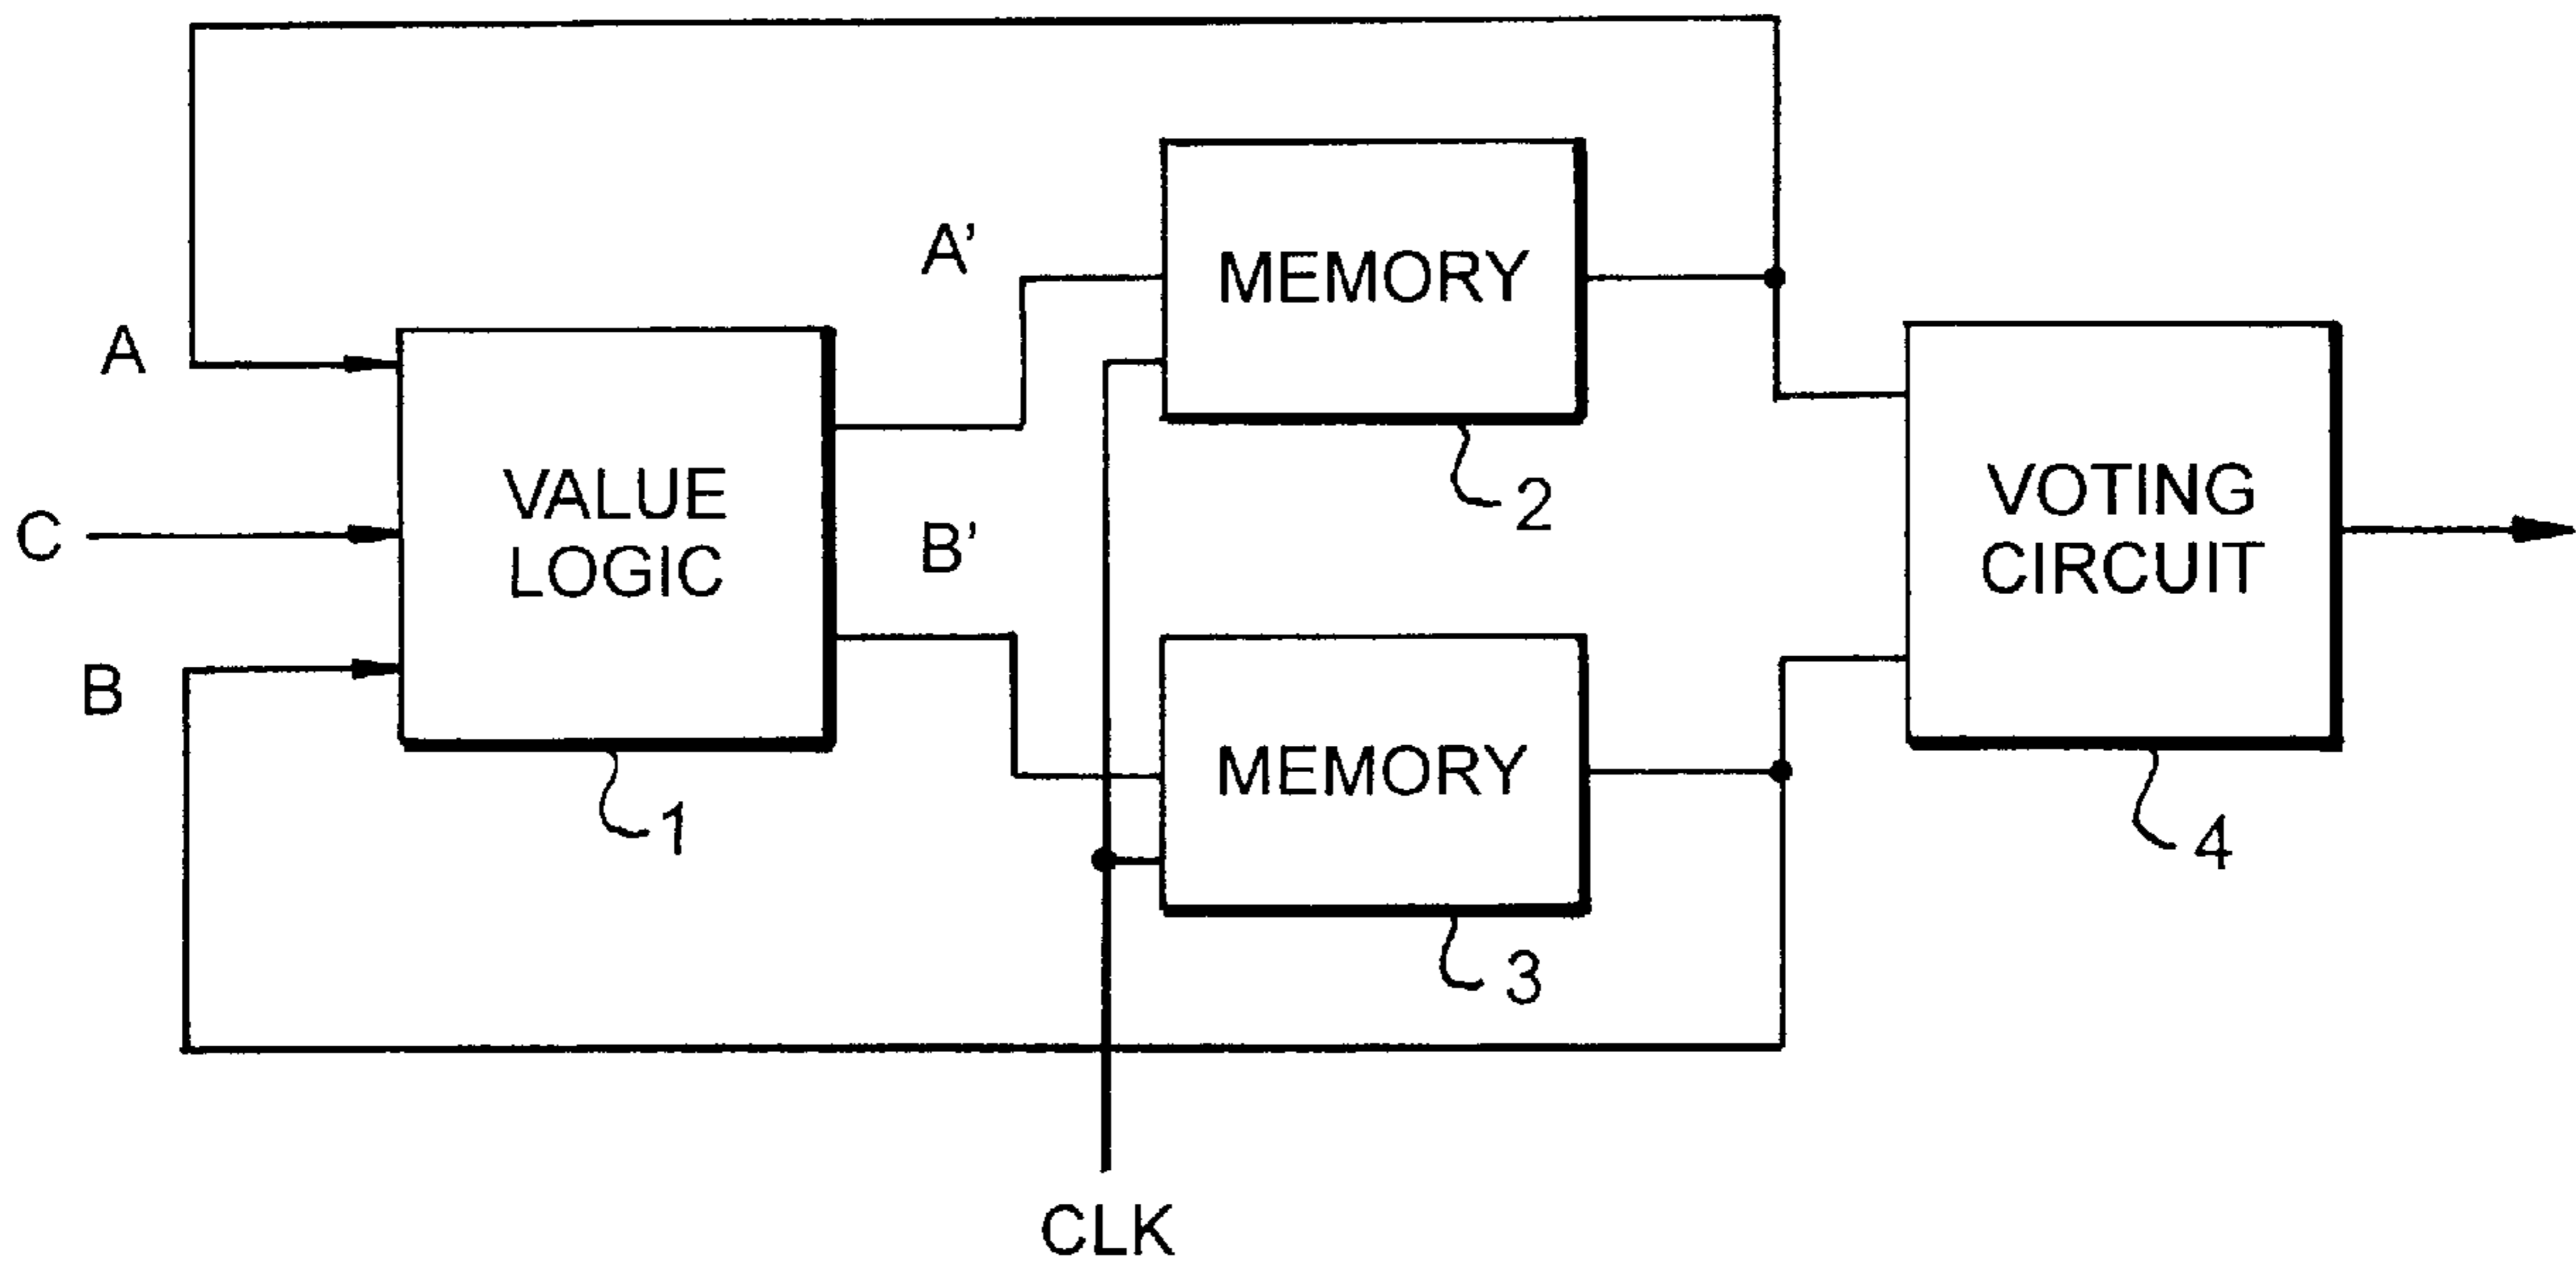 A
C
B
VALUE
LOGIC
1
A’
B’
MEMORY
2
MEMORY
3
VOTING
CIRCUIT
4
CLK